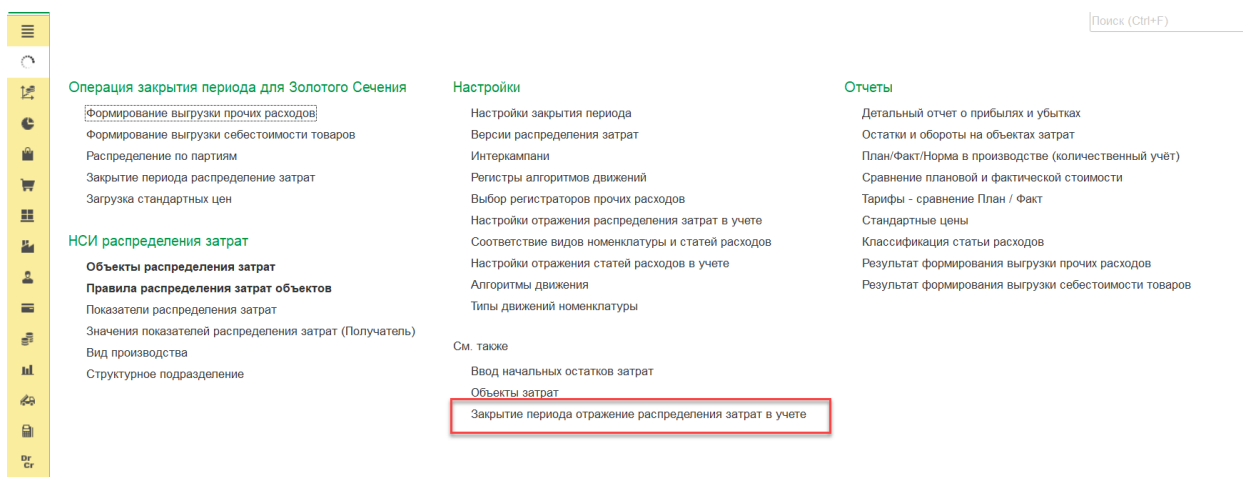 Поиск (Ctrl+F)
Операция закрытия периода для Золотого Сечения
Формирование выгрузки прочих расходов
Формирование выгрузки себестоимости товаров
Распределение по партиям
Закрытие периода распределение затрат
Загрузка стандартных цен
НСИ распределения затрат
Объекты распределения затрат
Правила распределения затрат объектов
Показатели распределения затрат
Значения показателей распределения затрат (Получатель)
Вид производства
Структурное подразделение
Настройки
Настройки закрытия периода
Версии распределения затрат
Интеркампани
Регистры алгоритмов движений
Выбор регистраторов прочих расходов
Настройки отражения распределения затрат в учете
Соответствие видов номенклатуры и статей расходов
Настройки отражения статей расходов в учете
Алгоритмы движения
Типы движений номенклатуры
См. также
Ввод начальных остатков затрат
Объекты затрат
Закрытие периода отражение распределения затрат в учете
Отчеты
Детальный отчет о прибылях и убытках
Остатки и обороты на объектах затрат
План/Факт/Норма в производстве (количественный учёт)
Сравнение плановой и фактической стоимости
Тарифы - сравнение План / Факт
Стандартные цены
Классификация статьи расходов
Результат формирования выгрузки прочих расходов
Результат формирования выгрузки себестоимости товаров
Dr
Cr